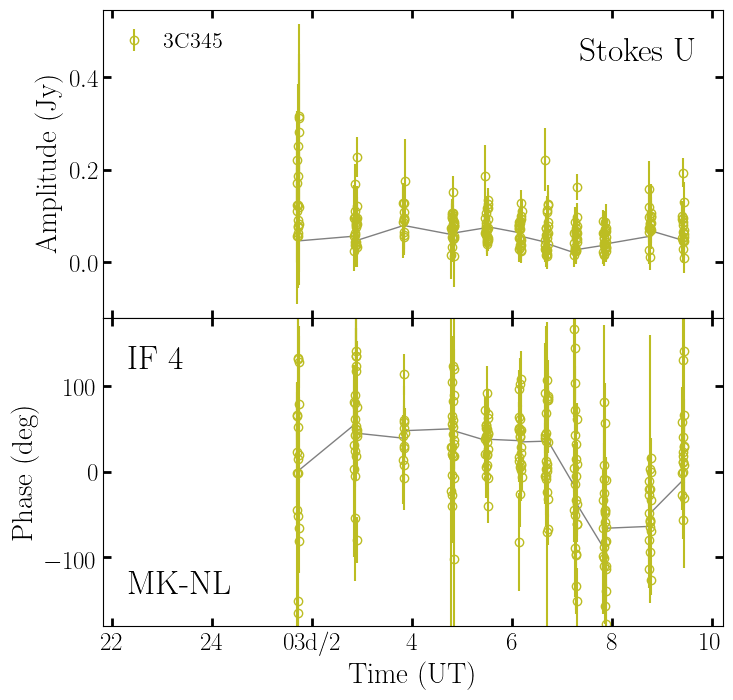 3C345
Stokes U
Amplitude (Jy)
0.4
0.2
0.0
IF 4
MK-NL
Phase (deg)
100
0
−100
22 24 03d/2 4 6 8 10
Time (UT)